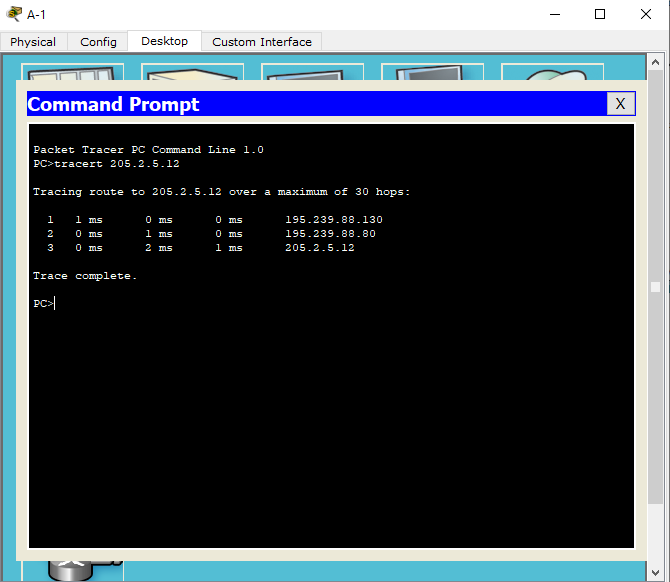 A-1
Physical Config Desktop Custom Interface
Command Prompt X
Packet Tracer PC Command Line 1.0
PC>tracert 205.2.5.12
Tracing route to 205.2.5.12 over a maximum of 30 hops:
1 1 ms 0 ms 0 ms 195.239.88.130
2 0 ms 1 ms 0 ms 195.239.88.80
3 0 ms 2 ms 1 ms 205.2.5.12
Trace complete.
PC>